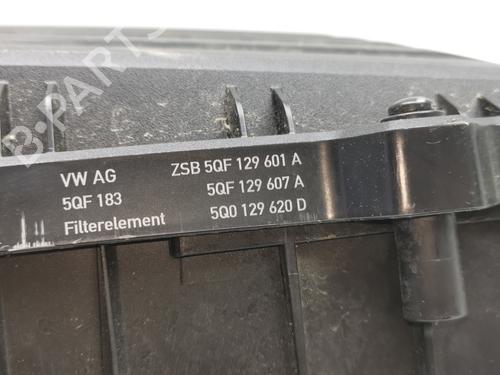 B-PARTS
VW AG ZSB 5QF 129 601 A
5QF 183 5QF 129 607 A
Filterelement 5Q0 129 620 D